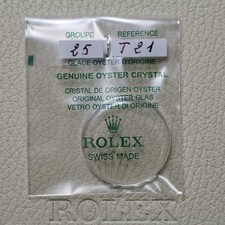 GROUPE REFERENCE
25 T21
GLACE OYSTER D'ORIGINE
GENUINE OYSTER CRYSTAL
CRISTAL DE ORIGEN OYSTER
ORIGINAL OYSTER GLAS
VETRO OYSTER DI ORIGINE
ROLEX
SWISS MADE
ROLEX